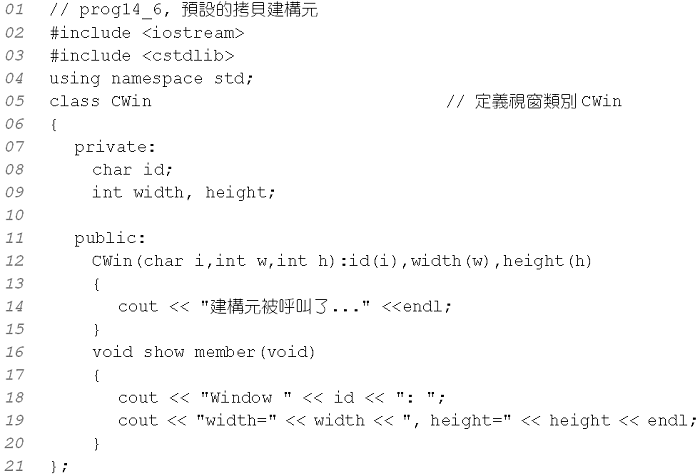 01 // prog14_6, 預設的拷貝建構元
02 #include <iostream>
03 #include <cstdlib>
04 using namespace std;
05 class CWin // 定義視窗類別 CWin
06 {
07 private:
08 char id;
09 int width, height;
10
11 public:
12 CWin(char i,int w,int h):id(i),width(w),height(h)
13 {
14 cout << "建構元被呼叫了..." <<endl;
15 }
16 void show member(void)
17 {
18 cout << "Window " << id << ": ";
19 cout << "width=" << width << ", height=" << height << endl;
20 }
21 };